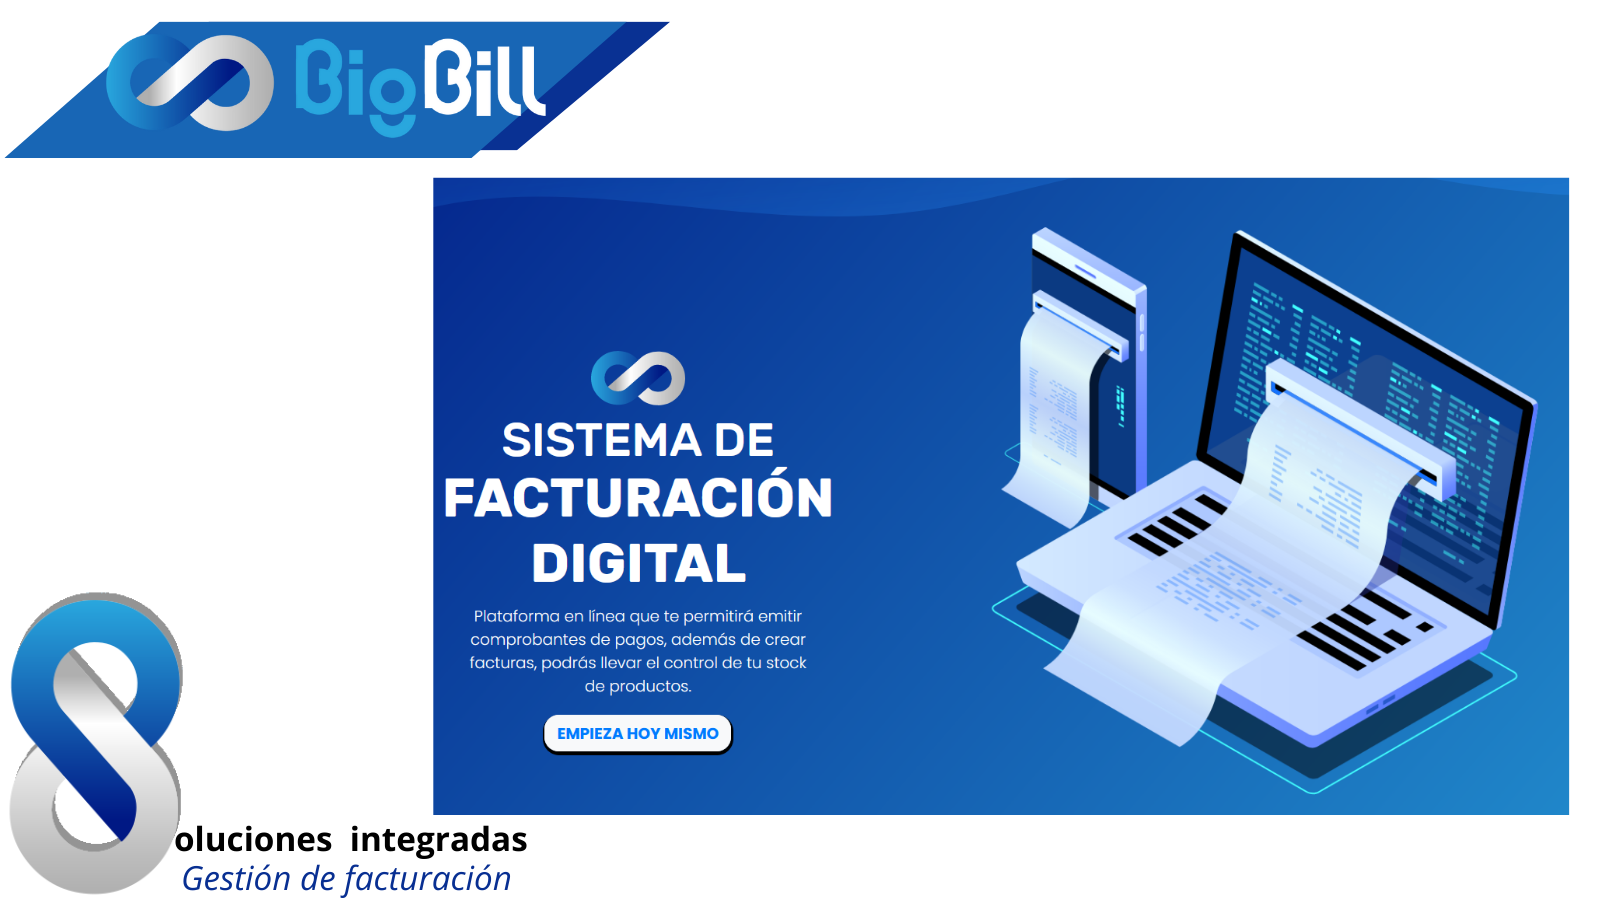 BigBill
SISTEMA DE
FACTURACIÓN
DIGITAL
Plataforma en línea que te permitirá emitir
comprobantes de pagos, además de crear
facturas, podrás llevar el control de tu stock
de productos.
EMPIEZA HOY MISMO
oluciones integradas
Gestión de facturación